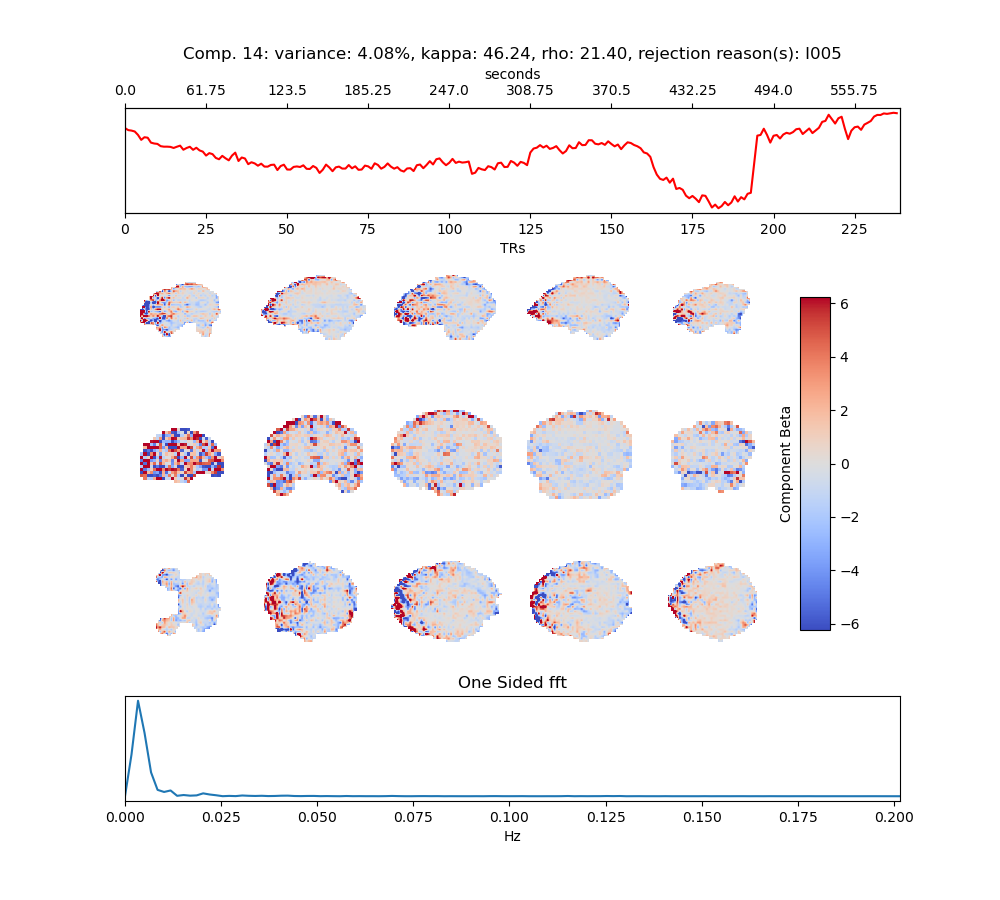 Comp. 14: variance: 4.08%, kappa: 46.24, rho: 21.40, rejection reason(s): I005
seconds
0.0 61.75 123.5 185.25 247.0 308.75 370.5 432.25 494.0 555.75
0 25 50 75 100 125 150 175 200 225
TRs
6
4
2
0
−2
−4
−6
Component Beta
One Sided fft
0.000 0.025 0.050 0.075 0.100 0.125 0.150 0.175 0.200
Hz